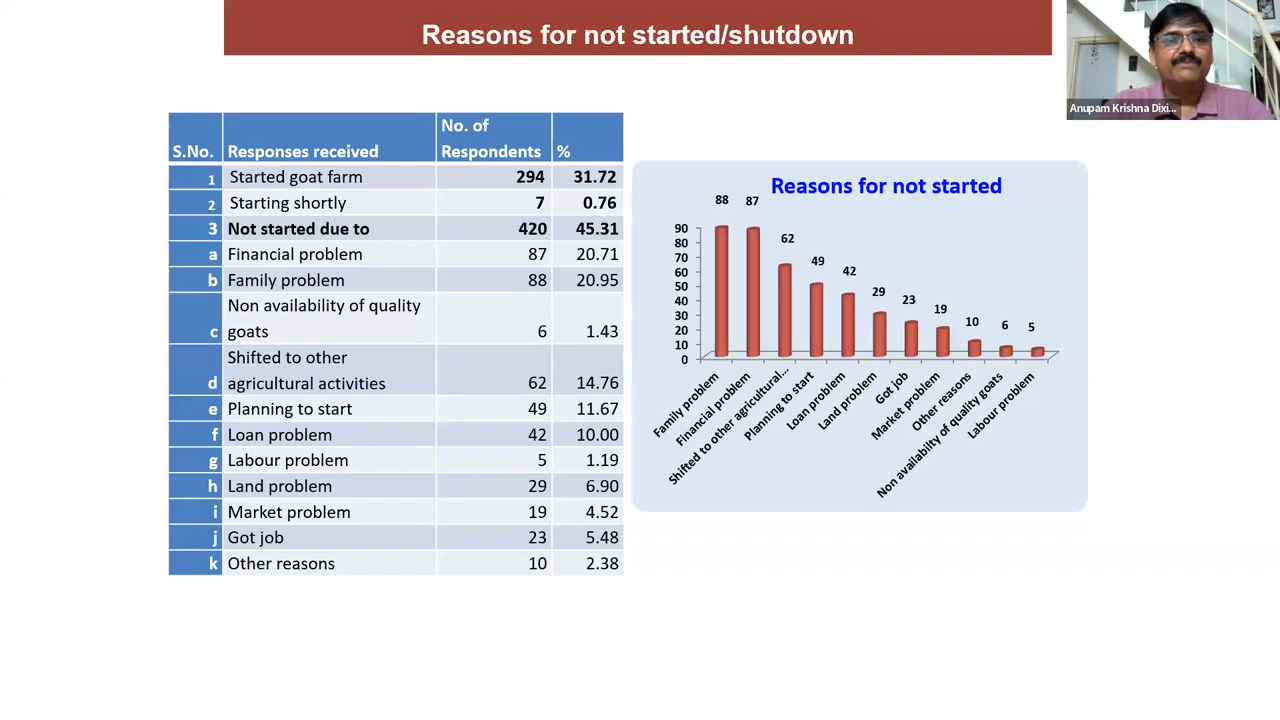 Reasons for not started/shutdown
Anupam Krishna Dixi...
S.No. Responses received No. of Respondents %
1 Started goat farm 294 31.72
2 Starting shortly 7 0.76
3 Not started due to 420 45.31
a Financial problem 87 20.71
b Family problem 88 20.95
c Non availability of quality goats 6 1.43
d Shifted to other agricultural activities 62 14.76
e Planning to start 49 11.67
f Loan problem 42 10.00
g Labour problem 5 1.19
h Land problem 29 6.90
i Market problem 19 4.52
j Got job 23 5.48
k Other reasons 10 2.38
Reasons for not started
88 87 62 49 42 29 23 19 10 6 5
90
80
70
60
50
40
30
20
10
0
Family problem
Financial problem
Shifted to other agricultural...
Planning to start
Loan problem
Land problem
Got job
Market problem
Other reasons
Non availabiity of quality goats
Labour problem